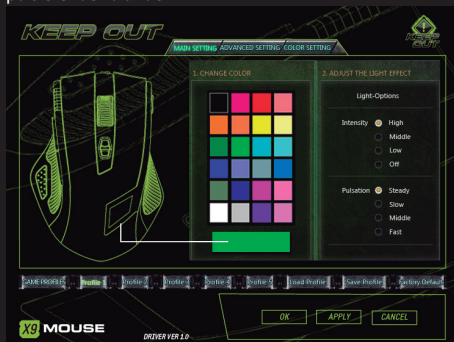 KEEP OUT
KEEP OUT
MAIN SETTING ADVANCED SETTING COLOR SETTING
1. CHANGE COLOR
2. ADJUST THE LIGHT EFFECT
Light-Options
Intensity High
Middle
Low
Off
Pulsation Steady
Slow
Middle
Fast
GAME PROFILES Profile 1 Profile 2 Profile 3 Profile 4 Profile 5 Load Profile Save Profile Factory Default
OK APPLY CANCEL
X9 MOUSE
DRIVER VER 1.0